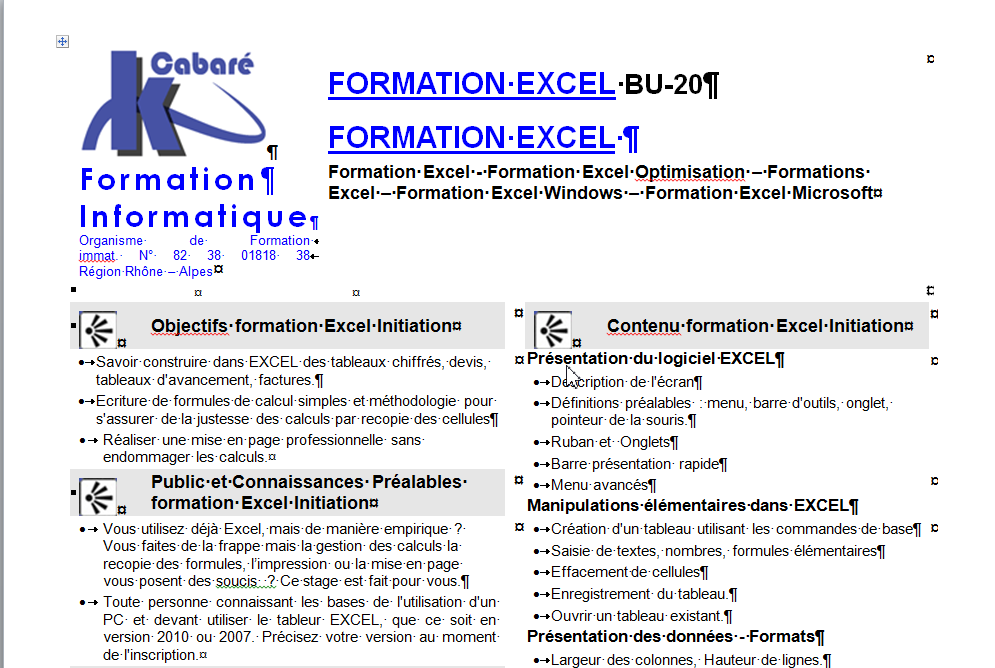 Cabaré
Formation
Informatique
Organisme de Formation
immat. N° 82 38 01818 38
Région Rhône – Alpes
FORMATION EXCEL BU-20
FORMATION EXCEL
Formation Excel - Formation Excel Optimisation – Formations
Excel – Formation Excel Windows – Formation Excel Microsoft
Objectifs formation Excel Initiation
Savoir construire dans EXCEL des tableaux chiffrés, devis,
tableaux d'avancement, factures.
Ecriture de formules de calcul simples et méthodologie pour
s'assurer de la justesse des calculs par recopie des cellules
Réaliser une mise en page professionnelle sans
endommager les calculs.
Public et Connaissances Préalables
formation Excel Initiation
Vous utilisez déjà Excel, mais de manière empirique ?
Vous faites de la frappe mais la gestion des calculs la
recopie des formules, l'impression ou la mise en page
vous posent des soucis ? Ce stage est fait pour vous.
Toute personne connaissant les bases de l'utilisation d'un
PC et devant utiliser le tableur EXCEL, que ce soit en
version 2010 ou 2007. Précisez votre version au moment
de l'inscription.
Contenu formation Excel Initiation
Présentation du logiciel EXCEL
Description de l'écran
Définitions préalables : menu, barre d'outils, onglet,
pointeur de la souris.
Ruban et Onglets
Barre présentation rapide
Menu avancés
Manipulations élémentaires dans EXCEL
Création d'un tableau utilisant les commandes de base
Saisie de textes, nombres, formules élémentaires
Effacement de cellules
Enregistrement du tableau.
Ouvrir un tableau existant.
Présentation des données - Formats
Largeur des colonnes, Hauteur de lignes.